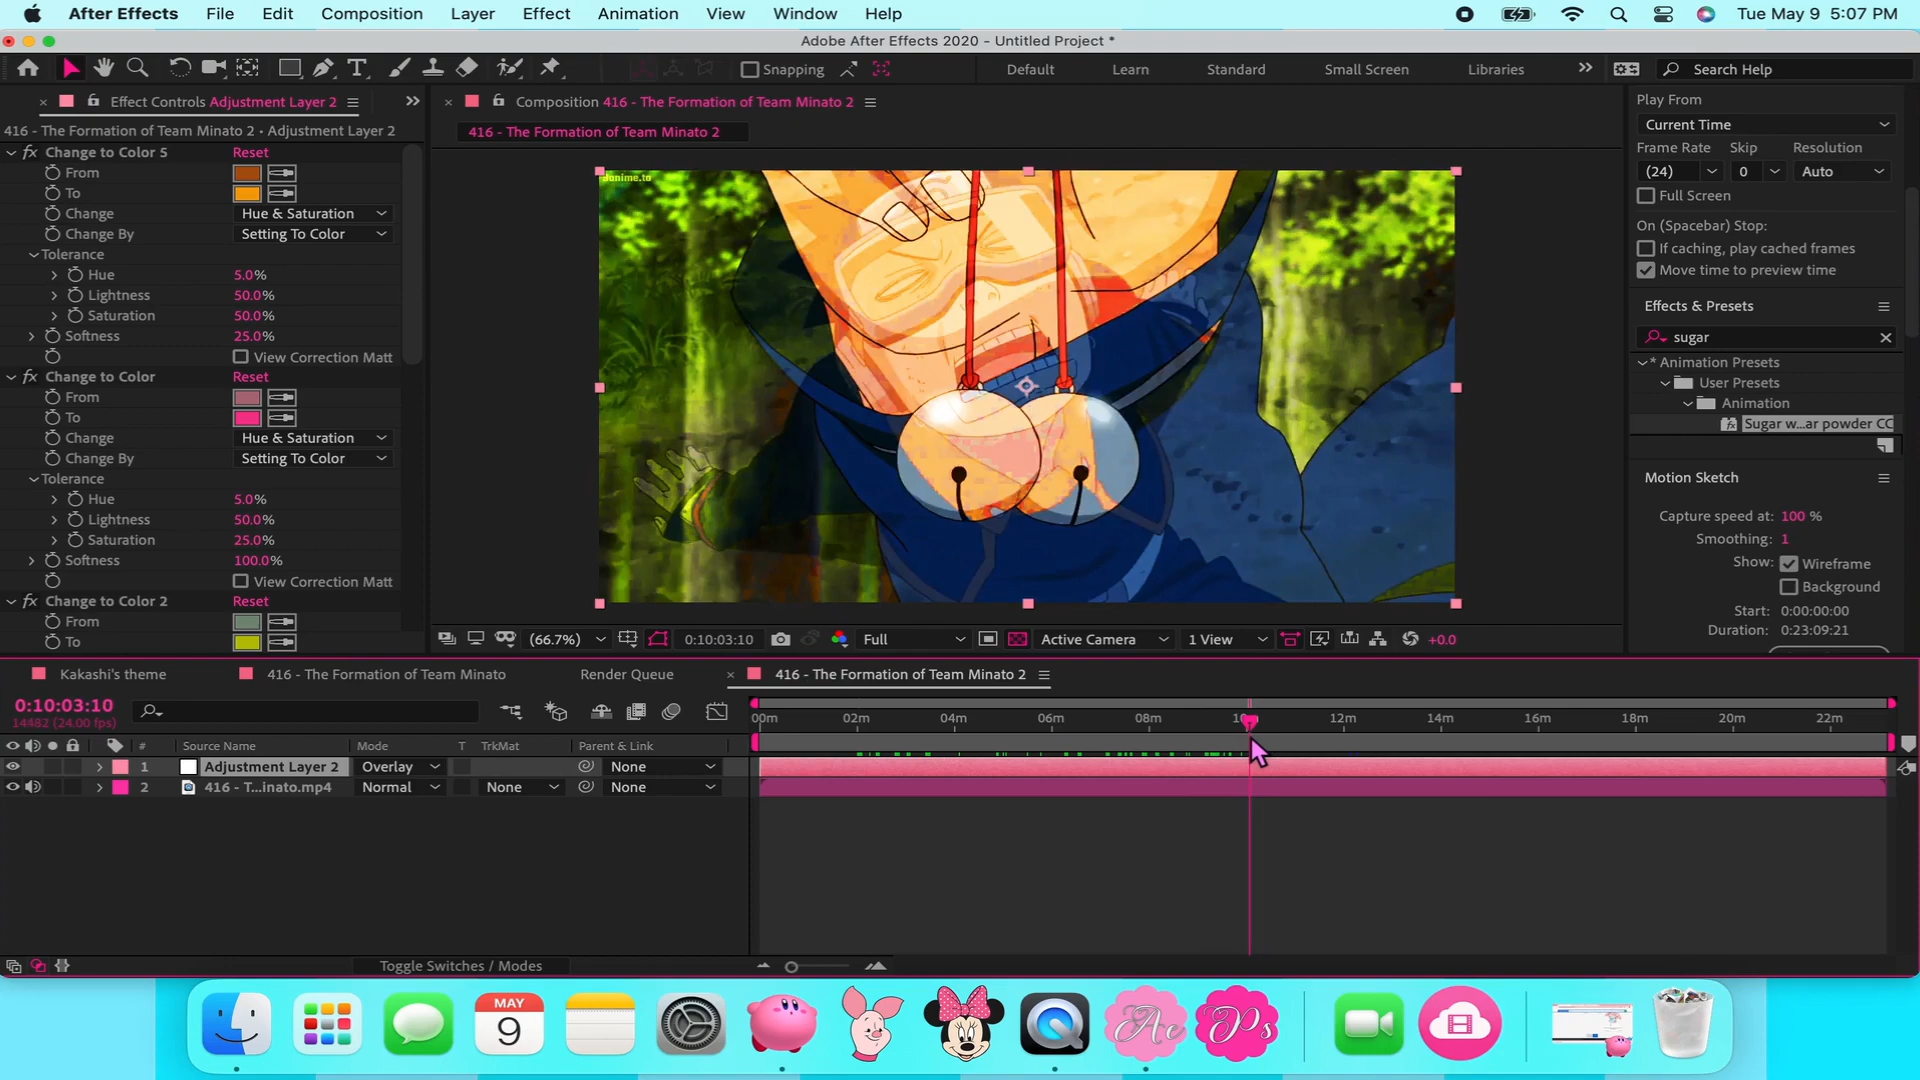 After Effects File Edit Composition Layer Effect Animation View Window Help Tue May 9 5:07 PM
Adobe After Effects 2020 - Untitled Project *
Snapping Default Learn Standard Small Screen Libraries Search Help
Effect Controls Adjustment Layer 2
416 - The Formation of Team Minato 2 • Adjustment Layer 2
fx Change to Color 5 Reset
From
To
Change Hue & Saturation
Change By Setting To Color
Tolerance
Hue 5.0%
Lightness 50.0%
Saturation 50.0%
Softness 25.0%
View Correction Matt
fx Change to Color Reset
From
To
Change Hue & Saturation
Change By Setting To Color
Tolerance
Hue 5.0%
Lightness 50.0%
Saturation 25.0%
Softness 100.0%
View Correction Matt
fx Change to Color 2 Reset
From
To
Composition 416 - The Formation of Team Minato 2
416 - The Formation of Team Minato 2
(66.7%) 0:10:03:10 Full Active Camera 1 View +0.0
Play From
Current Time
Frame Rate Skip Resolution
(24) 0 Auto
Full Screen
On (Spacebar) Stop:
If caching, play cached frames
Move time to preview time
Effects & Presets
sugar
* Animation Presets
User Presets
Animation
Sugar w...ar powder CC
Motion Sketch
Capture speed at: 100 %
Smoothing: 1
Show: Wireframe
Background
Start: 0:00:00:00
Duration: 0:23:09:21
Kakashi's theme 416 - The Formation of Team Minato Render Queue 416 - The Formation of Team Minato 2
0:10:03:10
14482 (24.00 fps)
00m 02m 04m 06m 08m 10m 12m 14m 16m 18m 20m 22m
# Source Name Mode T TrkMat Parent & Link
1 Adjustment Layer 2 Overlay None
2 416 - T...inato.mp4 Normal None None
Toggle Switches / Modes
MAY
9
Ae
Ps